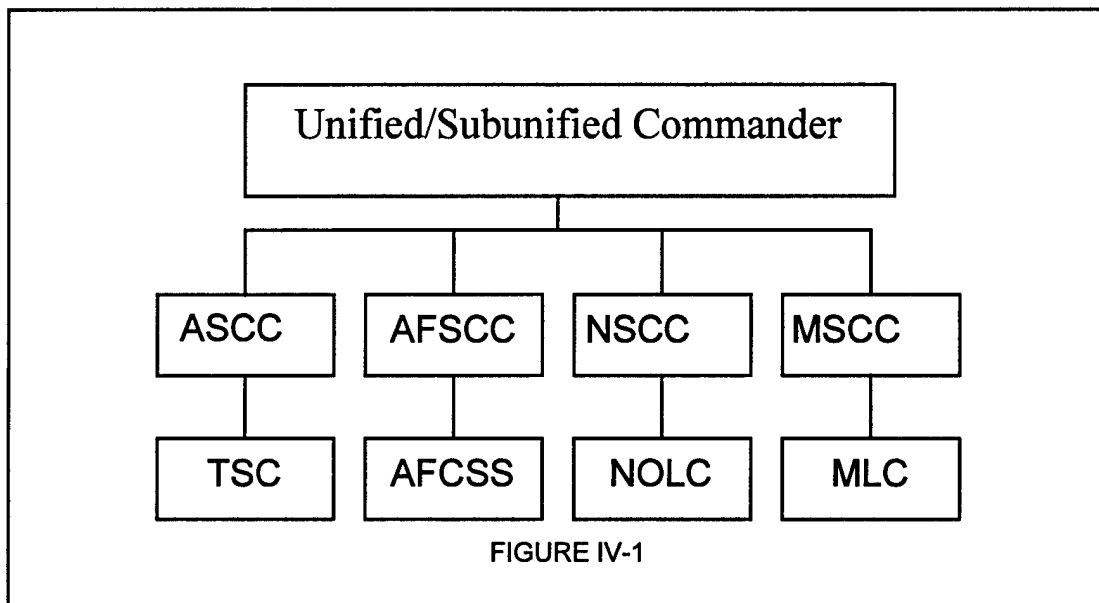 Unified/Subunified Commander
ASCC AFSCC NSCC MSCC
TSC AFCSS NOLC MLC
FIGURE IV-1